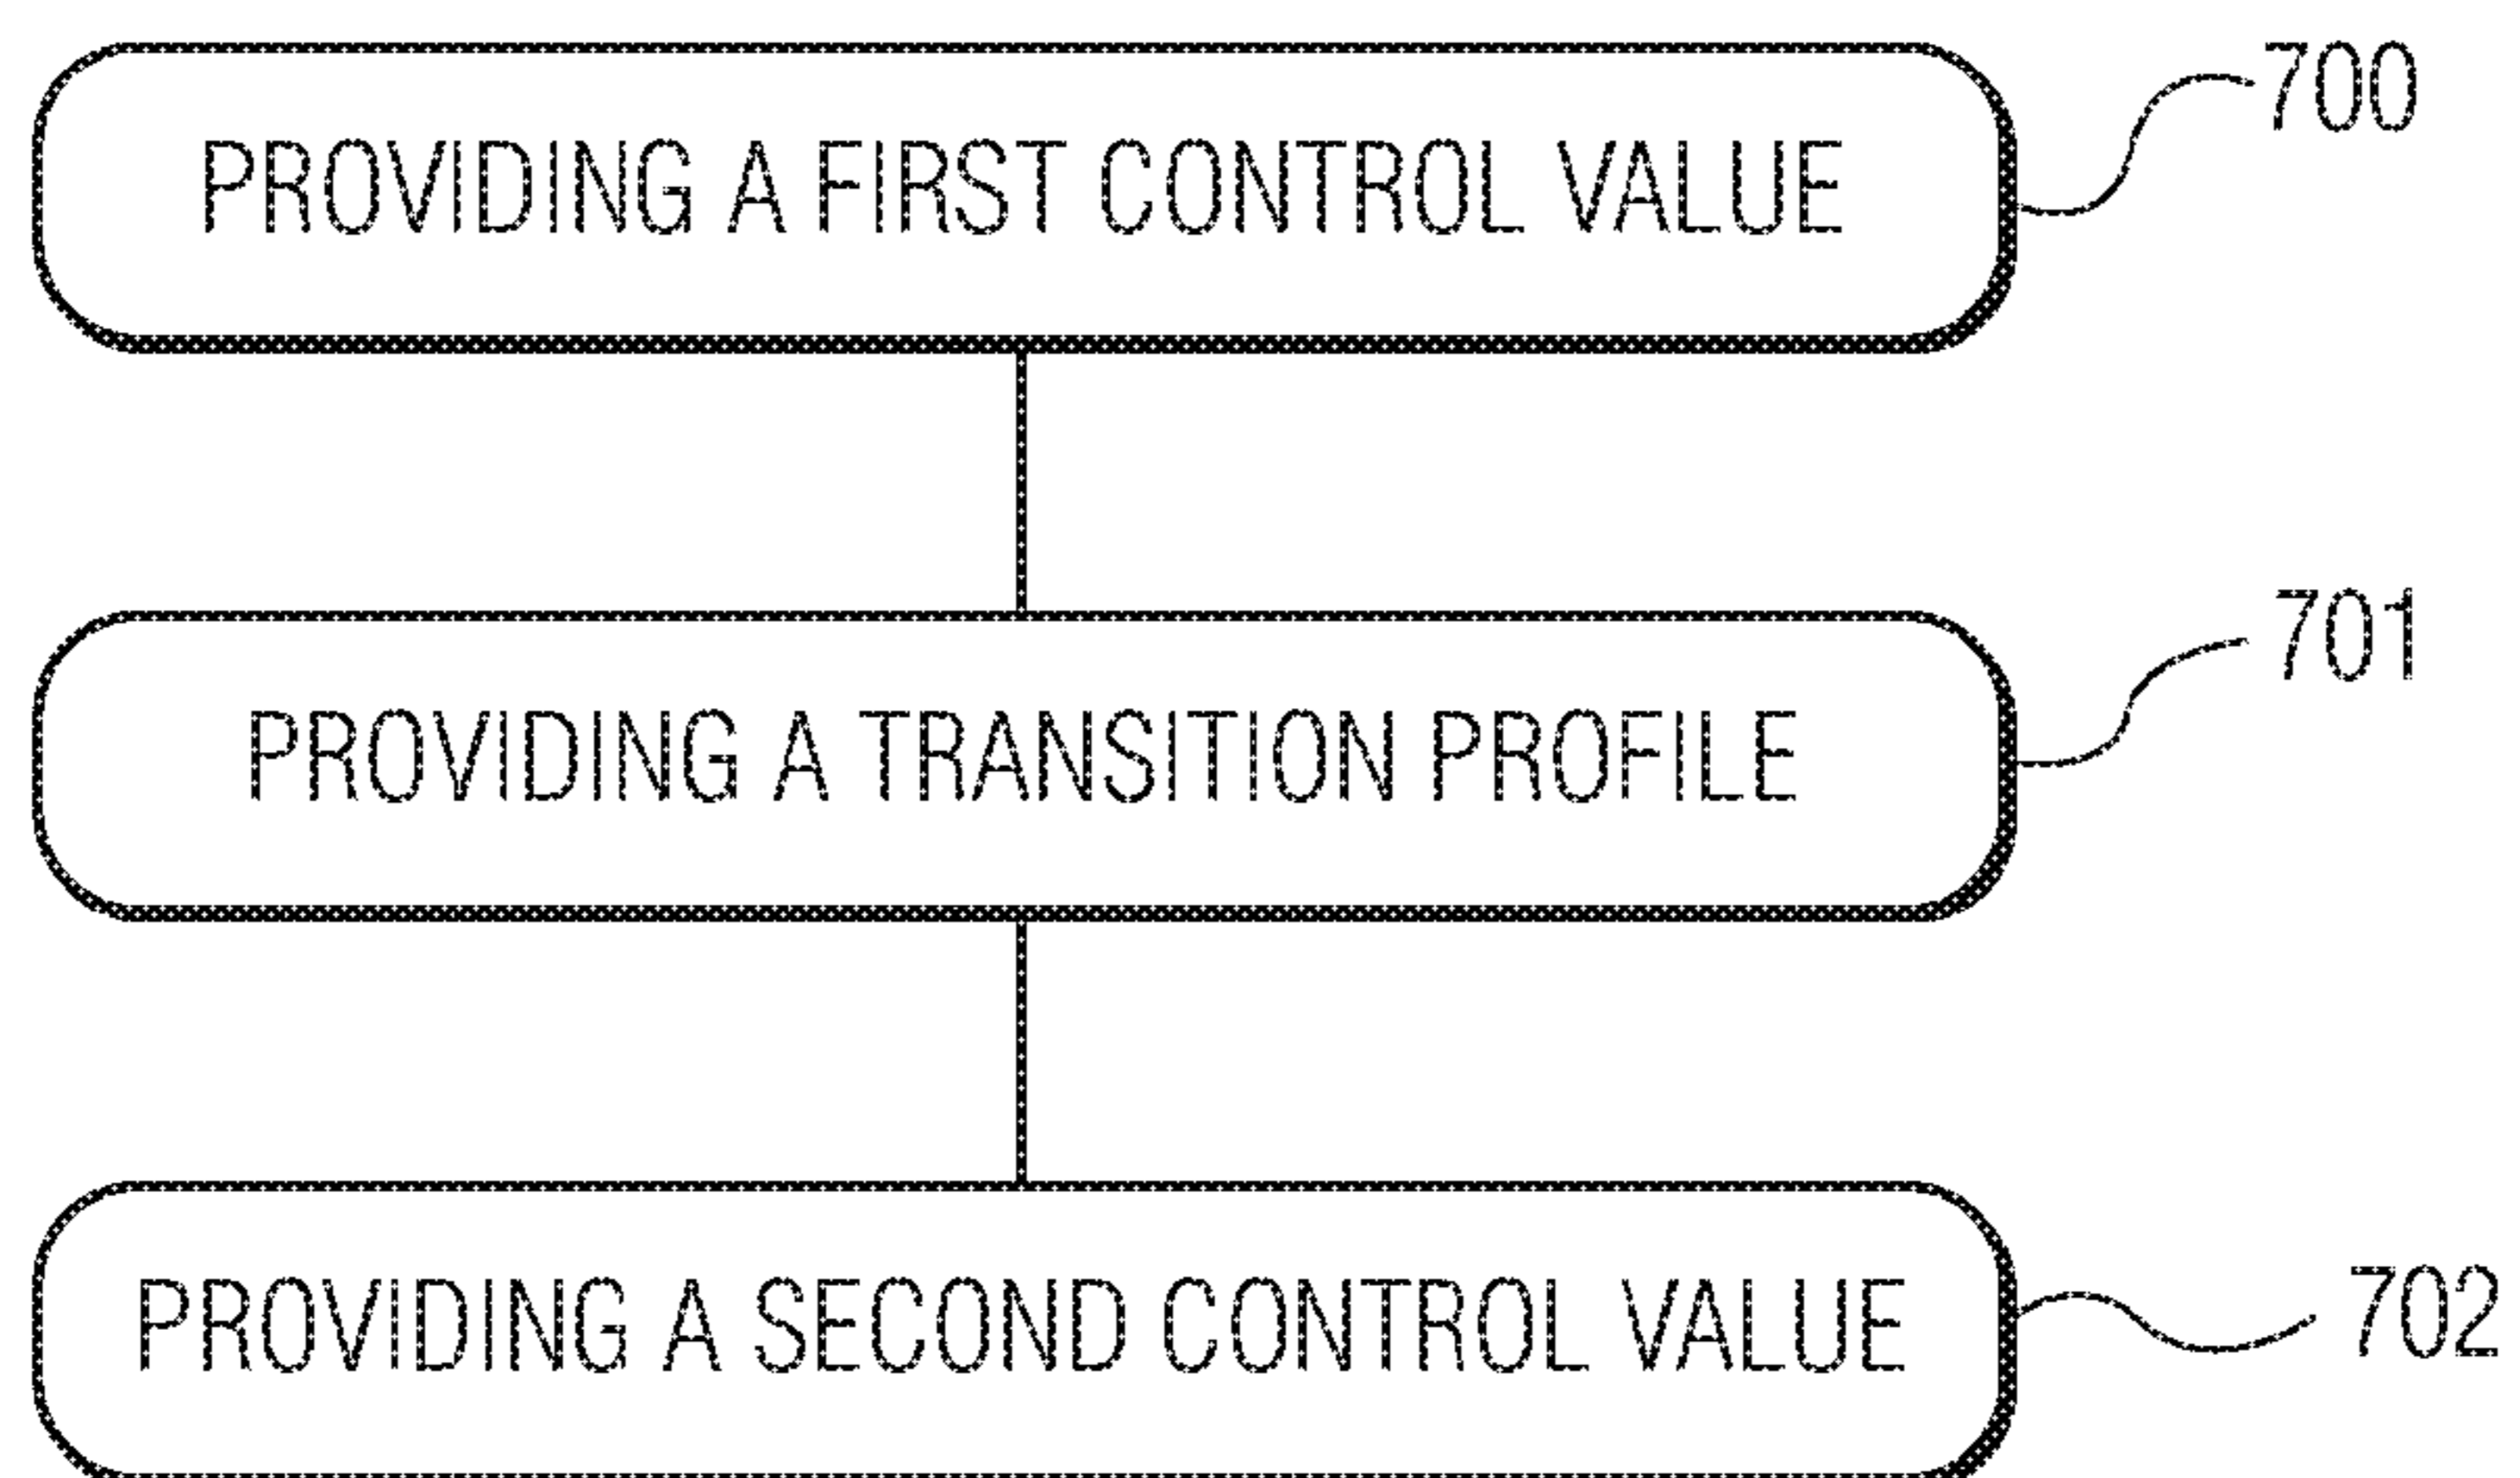 PROVIDING A FIRST CONTROL VALUE
700
PROVIDING A TRANSITION PROFILE
701
PROVIDING A SECOND CONTROL VALUE
702